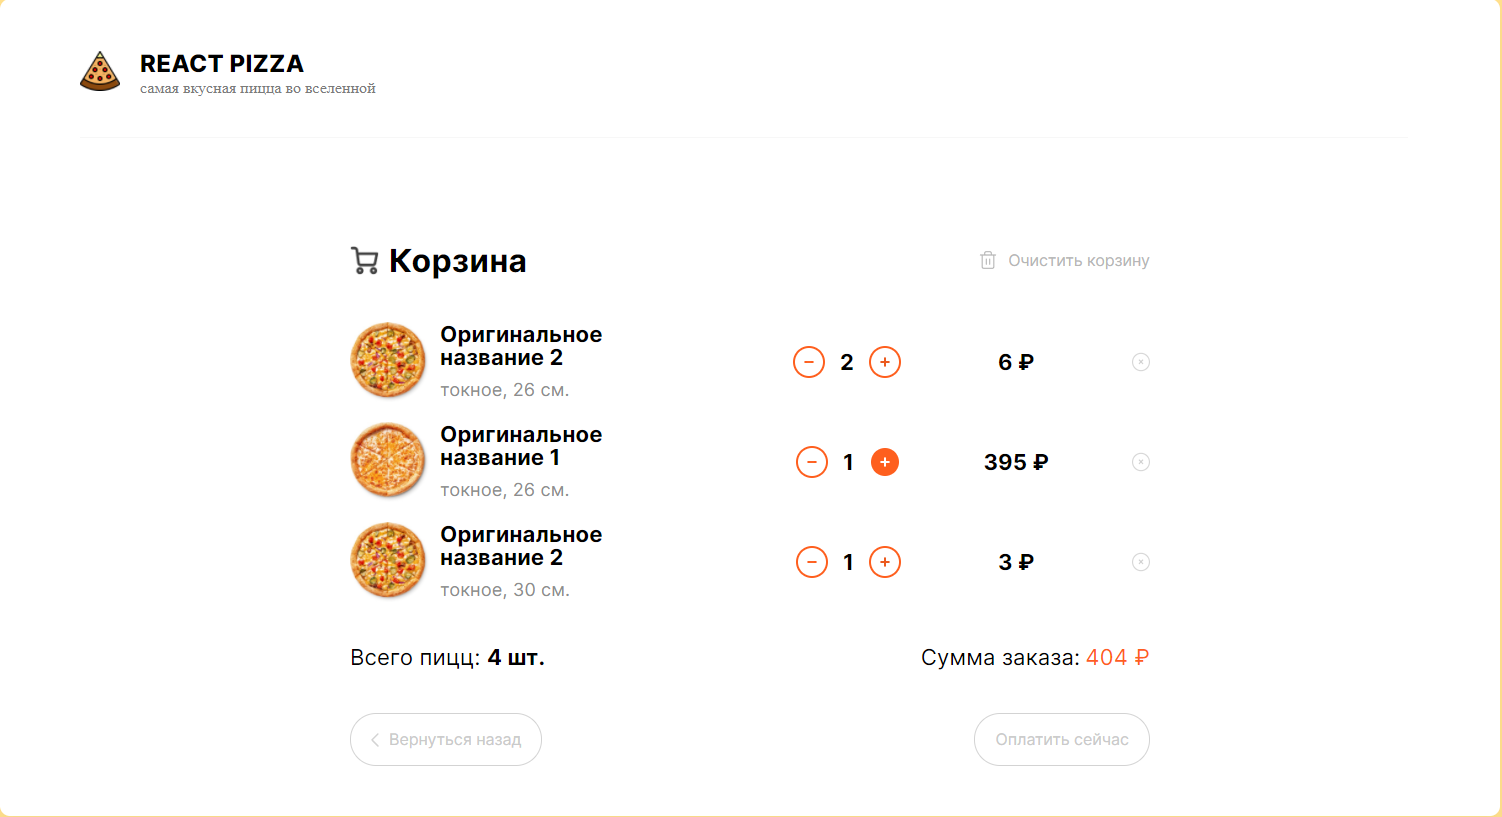 REACT PIZZA
самая вкусная пицца во вселенной
Корзина
Очистить корзину
Оригинальное
название 2
токное, 26 см.
2
6 ₽
Оригинальное
название 1
токное, 26 см.
1
395 ₽
Оригинальное
название 2
токное, 30 см.
1
3 ₽
Всего пицц: 4 шт.
Сумма заказа: 404 ₽
Вернуться назад
Оплатить сейчас